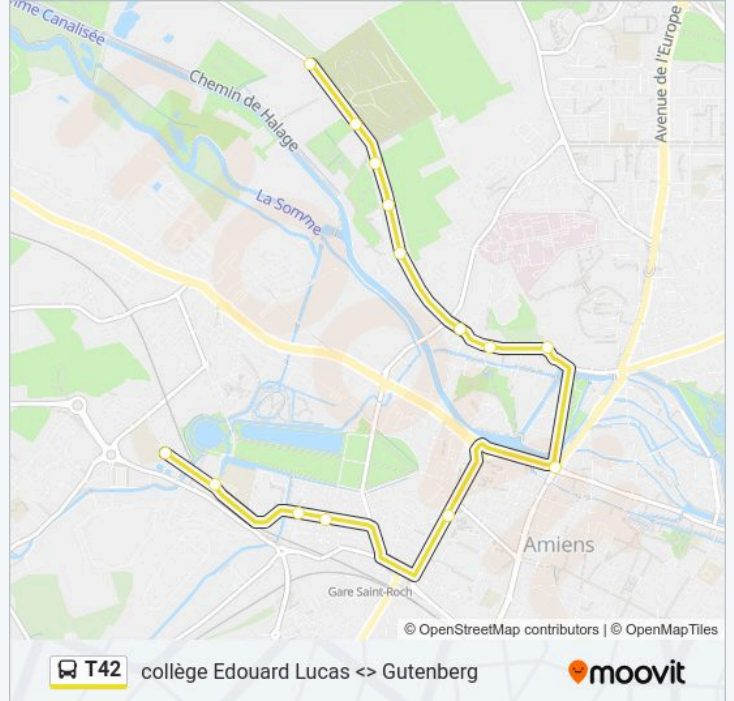 mme Canalisée
Chemin de Halage
Avenue de l'Europe
La Somme
Amiens
Gare Saint-Roch
© OpenStreetMap contributors | © OpenMapTiles
T42 collège Edouard Lucas <> Gutenberg
moovit